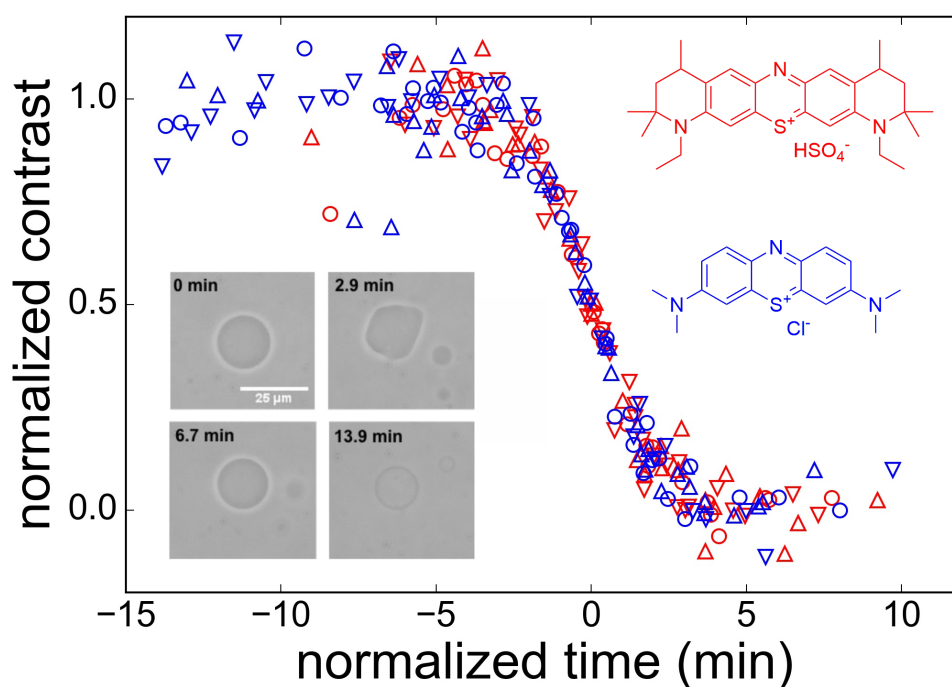 normalized contrast
1.0
0.5
0.0
−15
−10
−5
0
5
10
normalized time (min)
0 min
25 µm
2.9 min
6.7 min
13.9 min
N
N
S+
N
HSO4-
N
N
S+
N
Cl-